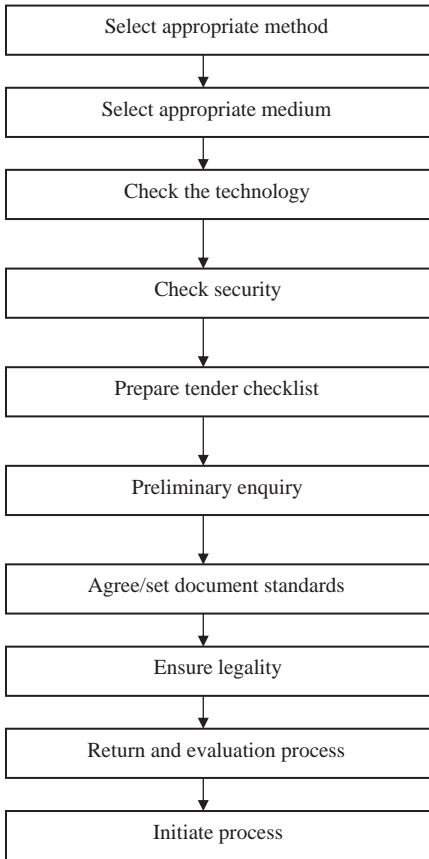 Select appropriate method
Select appropriate medium
Check the technology
Check security
Prepare tender checklist
Preliminary enquiry
Agree/set document standards
Ensure legality
Return and evaluation process
Initiate process